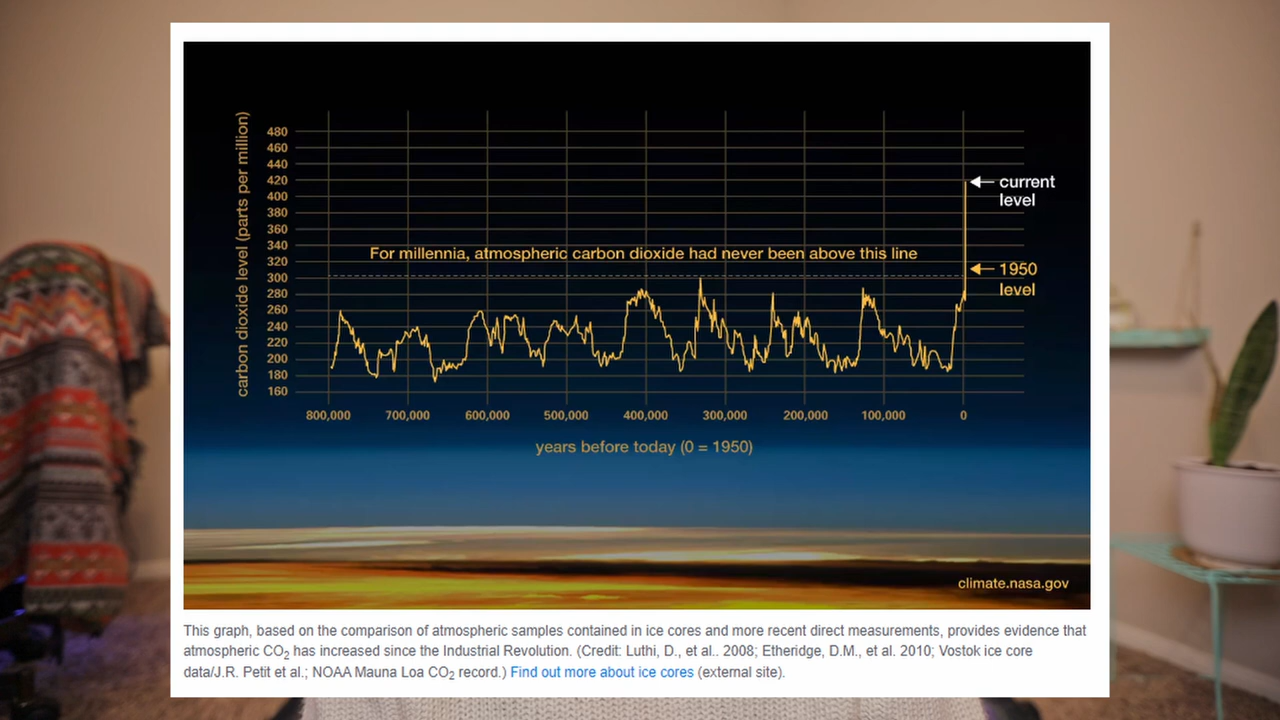 carbon dioxide level (parts per million)
480
460
440
420
400
380
360
340
320
300
280
260
240
220
200
180
160
For millennia, atmospheric carbon dioxide had never been above this line
current
level
1950
level
800,000 700,000 600,000 500,000 400,000 300,000 200,000 100,000 0
years before today (0 = 1950)
climate.nasa.gov
This graph, based on the comparison of atmospheric samples contained in ice cores and more recent direct measurements, provides evidence that
atmospheric CO2 has increased since the Industrial Revolution. (Credit: Luthi, D., et al.. 2008; Etheridge, D.M., et al. 2010; Vostok ice core
data/J.R. Petit et al.; NOAA Mauna Loa CO2 record.) Find out more about ice cores (external site).